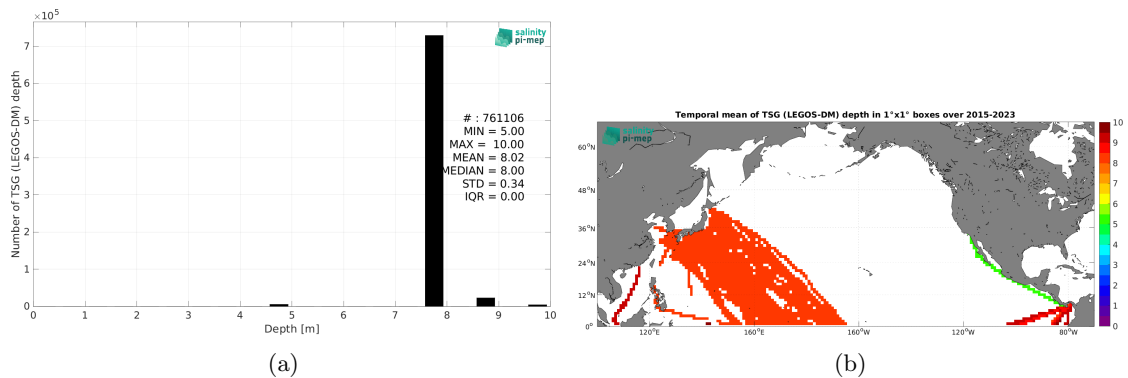 ×10⁵
7
6
5
4
3
2
1
0
Number of TSG (LEGOS-DM) depth
salinity
pi-mep
# : 761106
MIN = 5.00
MAX = 10.00
MEAN = 8.02
MEDIAN = 8.00
STD = 0.34
IQR = 0.00
0 1 2 3 4 5 6 7 8 9 10
Depth [m]
(a)
Temporal mean of TSG (LEGOS-DM) depth in 1°x1° boxes over 2015-2023
salinity
pi-mep
60°N
48°N
36°N
24°N
12°N
0°
120°E 160°E 160°W 120°W 80°W
10
9
8
7
6
5
4
3
2
1
0
(b)